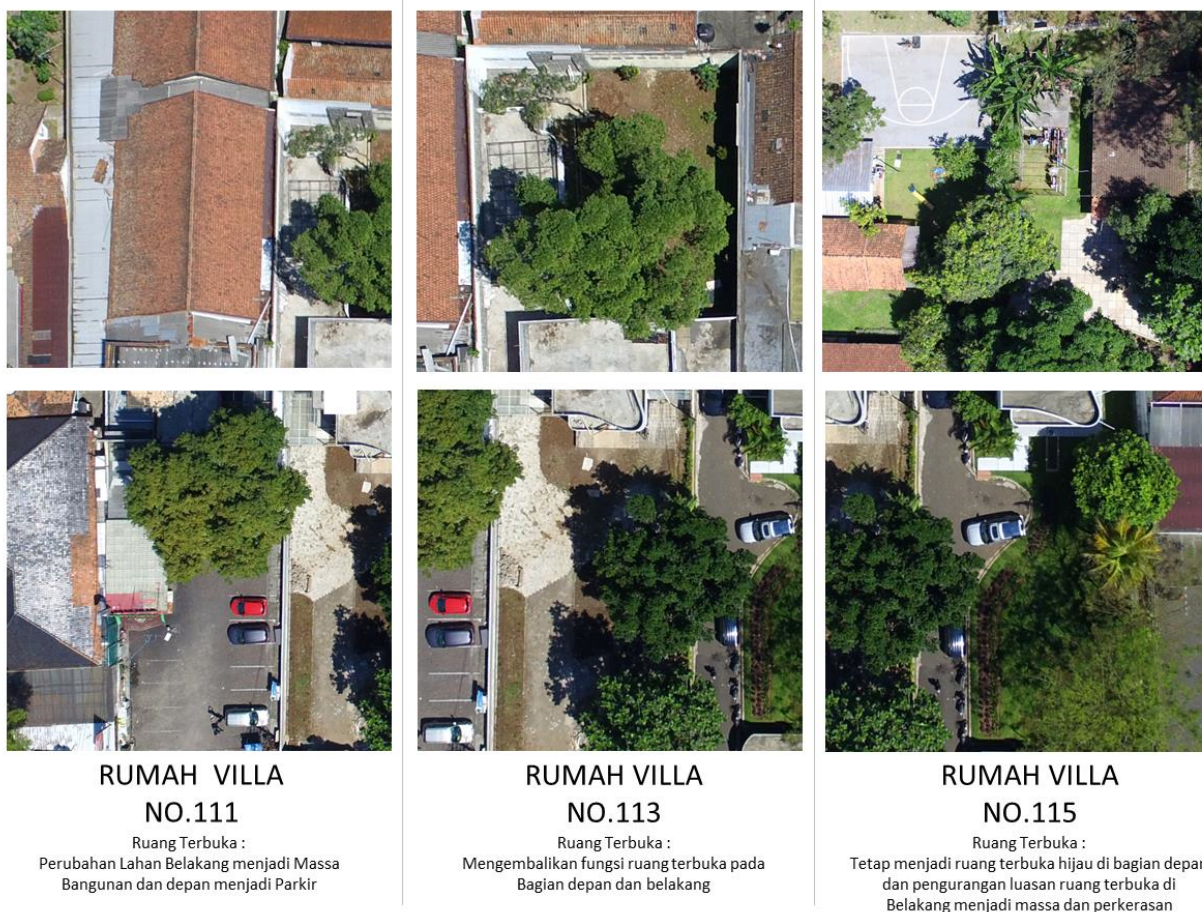 RUMAH VILLA
NO.111
Ruang Terbuka :
Perubahan Lahan Belakang menjadi Massa
Bangunan dan depan menjadi Parkir
RUMAH VILLA
NO.113
Ruang Terbuka :
Mengembalikan fungsi ruang terbuka pada
Bagian depan dan belakang
RUMAH VILLA
NO.115
Ruang Terbuka :
Tetap menjadi ruang terbuka hijau di bagian depan
dan pengurangan luasan ruang terbuka di
Belakang menjadi massa dan perkerasan